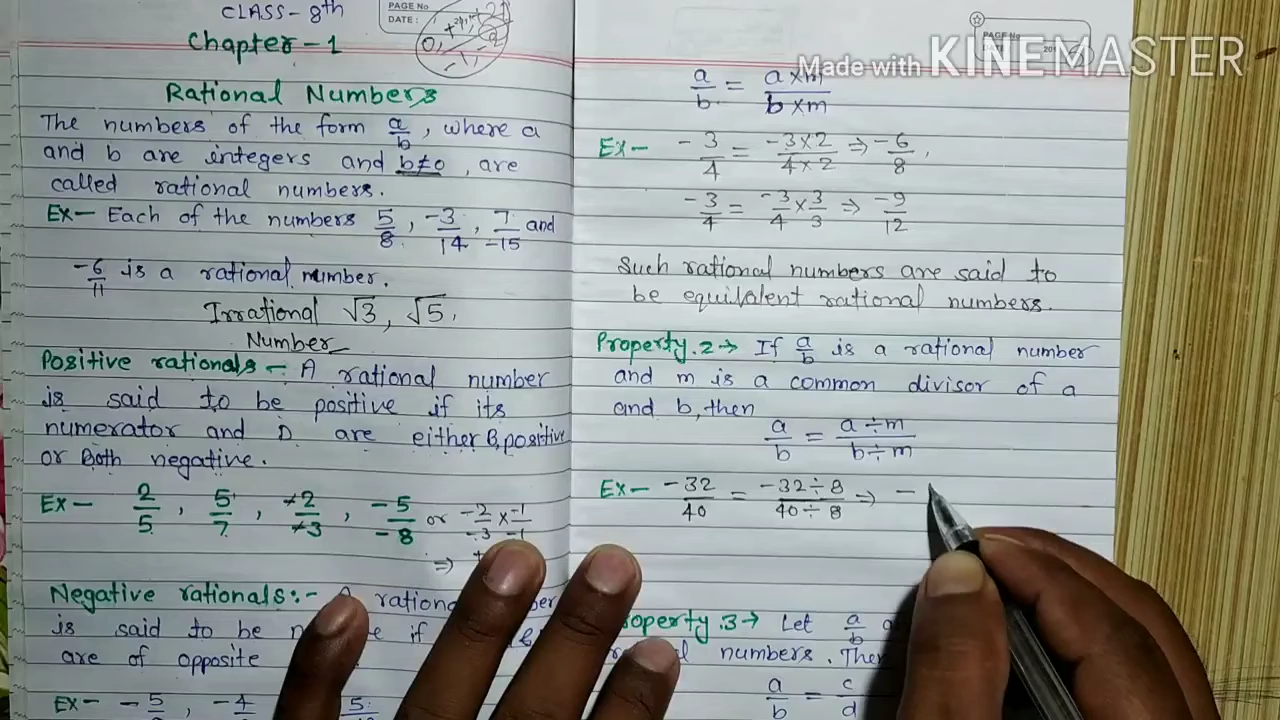 CLASS - 8th
PAGE No
DATE :
Chapter - 1
Rational Numbers
The numbers of the form a/b, where a
and b are integers and b≠0, are
called rational numbers.
Ex- Each of the numbers 5/8, -3/14, 7/-15 and
-6/11 is a rational number.
Irrational √3, √5.
Number
Positive rationals - A rational number
is said to be positive if its
numerator and D are either B, positive
or Both negative.
Ex- 2/5, 5/7, -2/-3, -5/-8 or -2/-3 × -1/-1
⇒ +
Negative rationals:- A
is said to be
are of opposite
Ex- -5 , -4 5
PAGE No
Made with KINEMASTER
a/b = a×m/b×m
Ex- -3/4 = -3×2/4×2 ⇒ -6/8,
-3/4 = -3/4 × 3/3 ⇒ -9/12
Such rational numbers are said to
be equivalent rational numbers.
Property.2→ If a/b is a rational number
and m is a common divisor of a
and b, then
a/b = a÷m/b÷m
Ex- -32/40 = -32÷8/40÷8 ⇒ -
Property.3→ Let a/b
numbers. Then
a/b = c/d